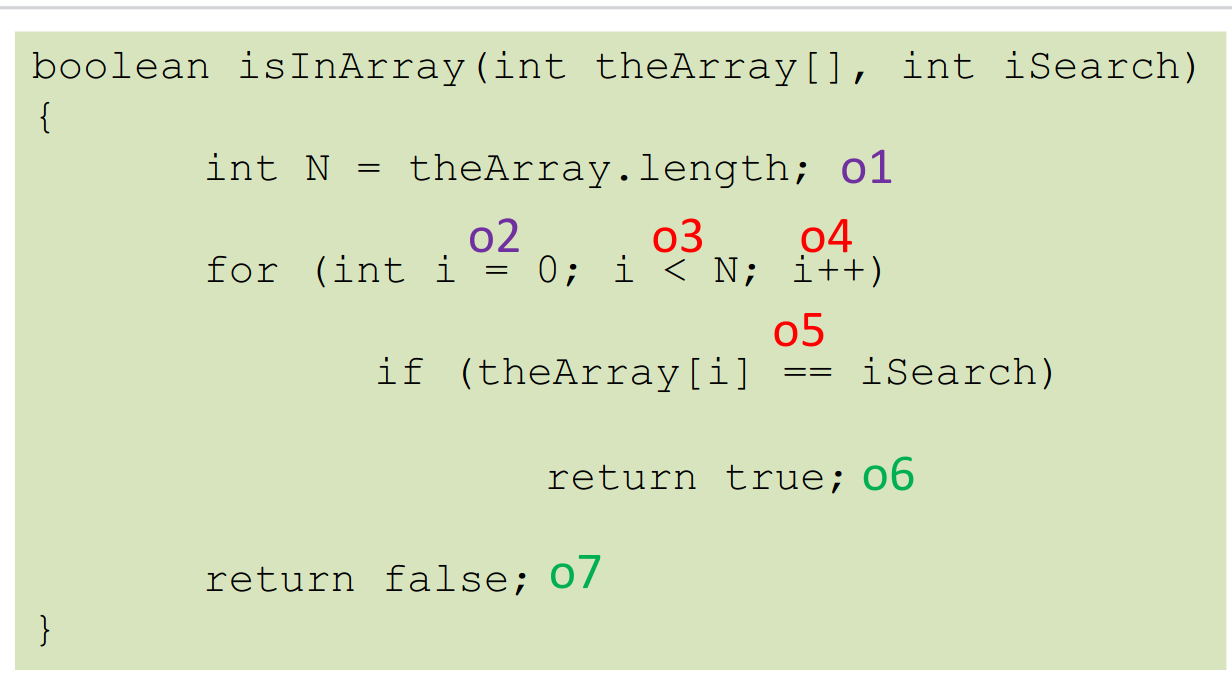 boolean isInArray(int theArray[], int iSearch)
{
int N = theArray.length; o1
o2 o3 o4
for (int i = 0; i < N; i++)
o5
if (theArray[i] == iSearch)
return true; o6
return false; o7
}